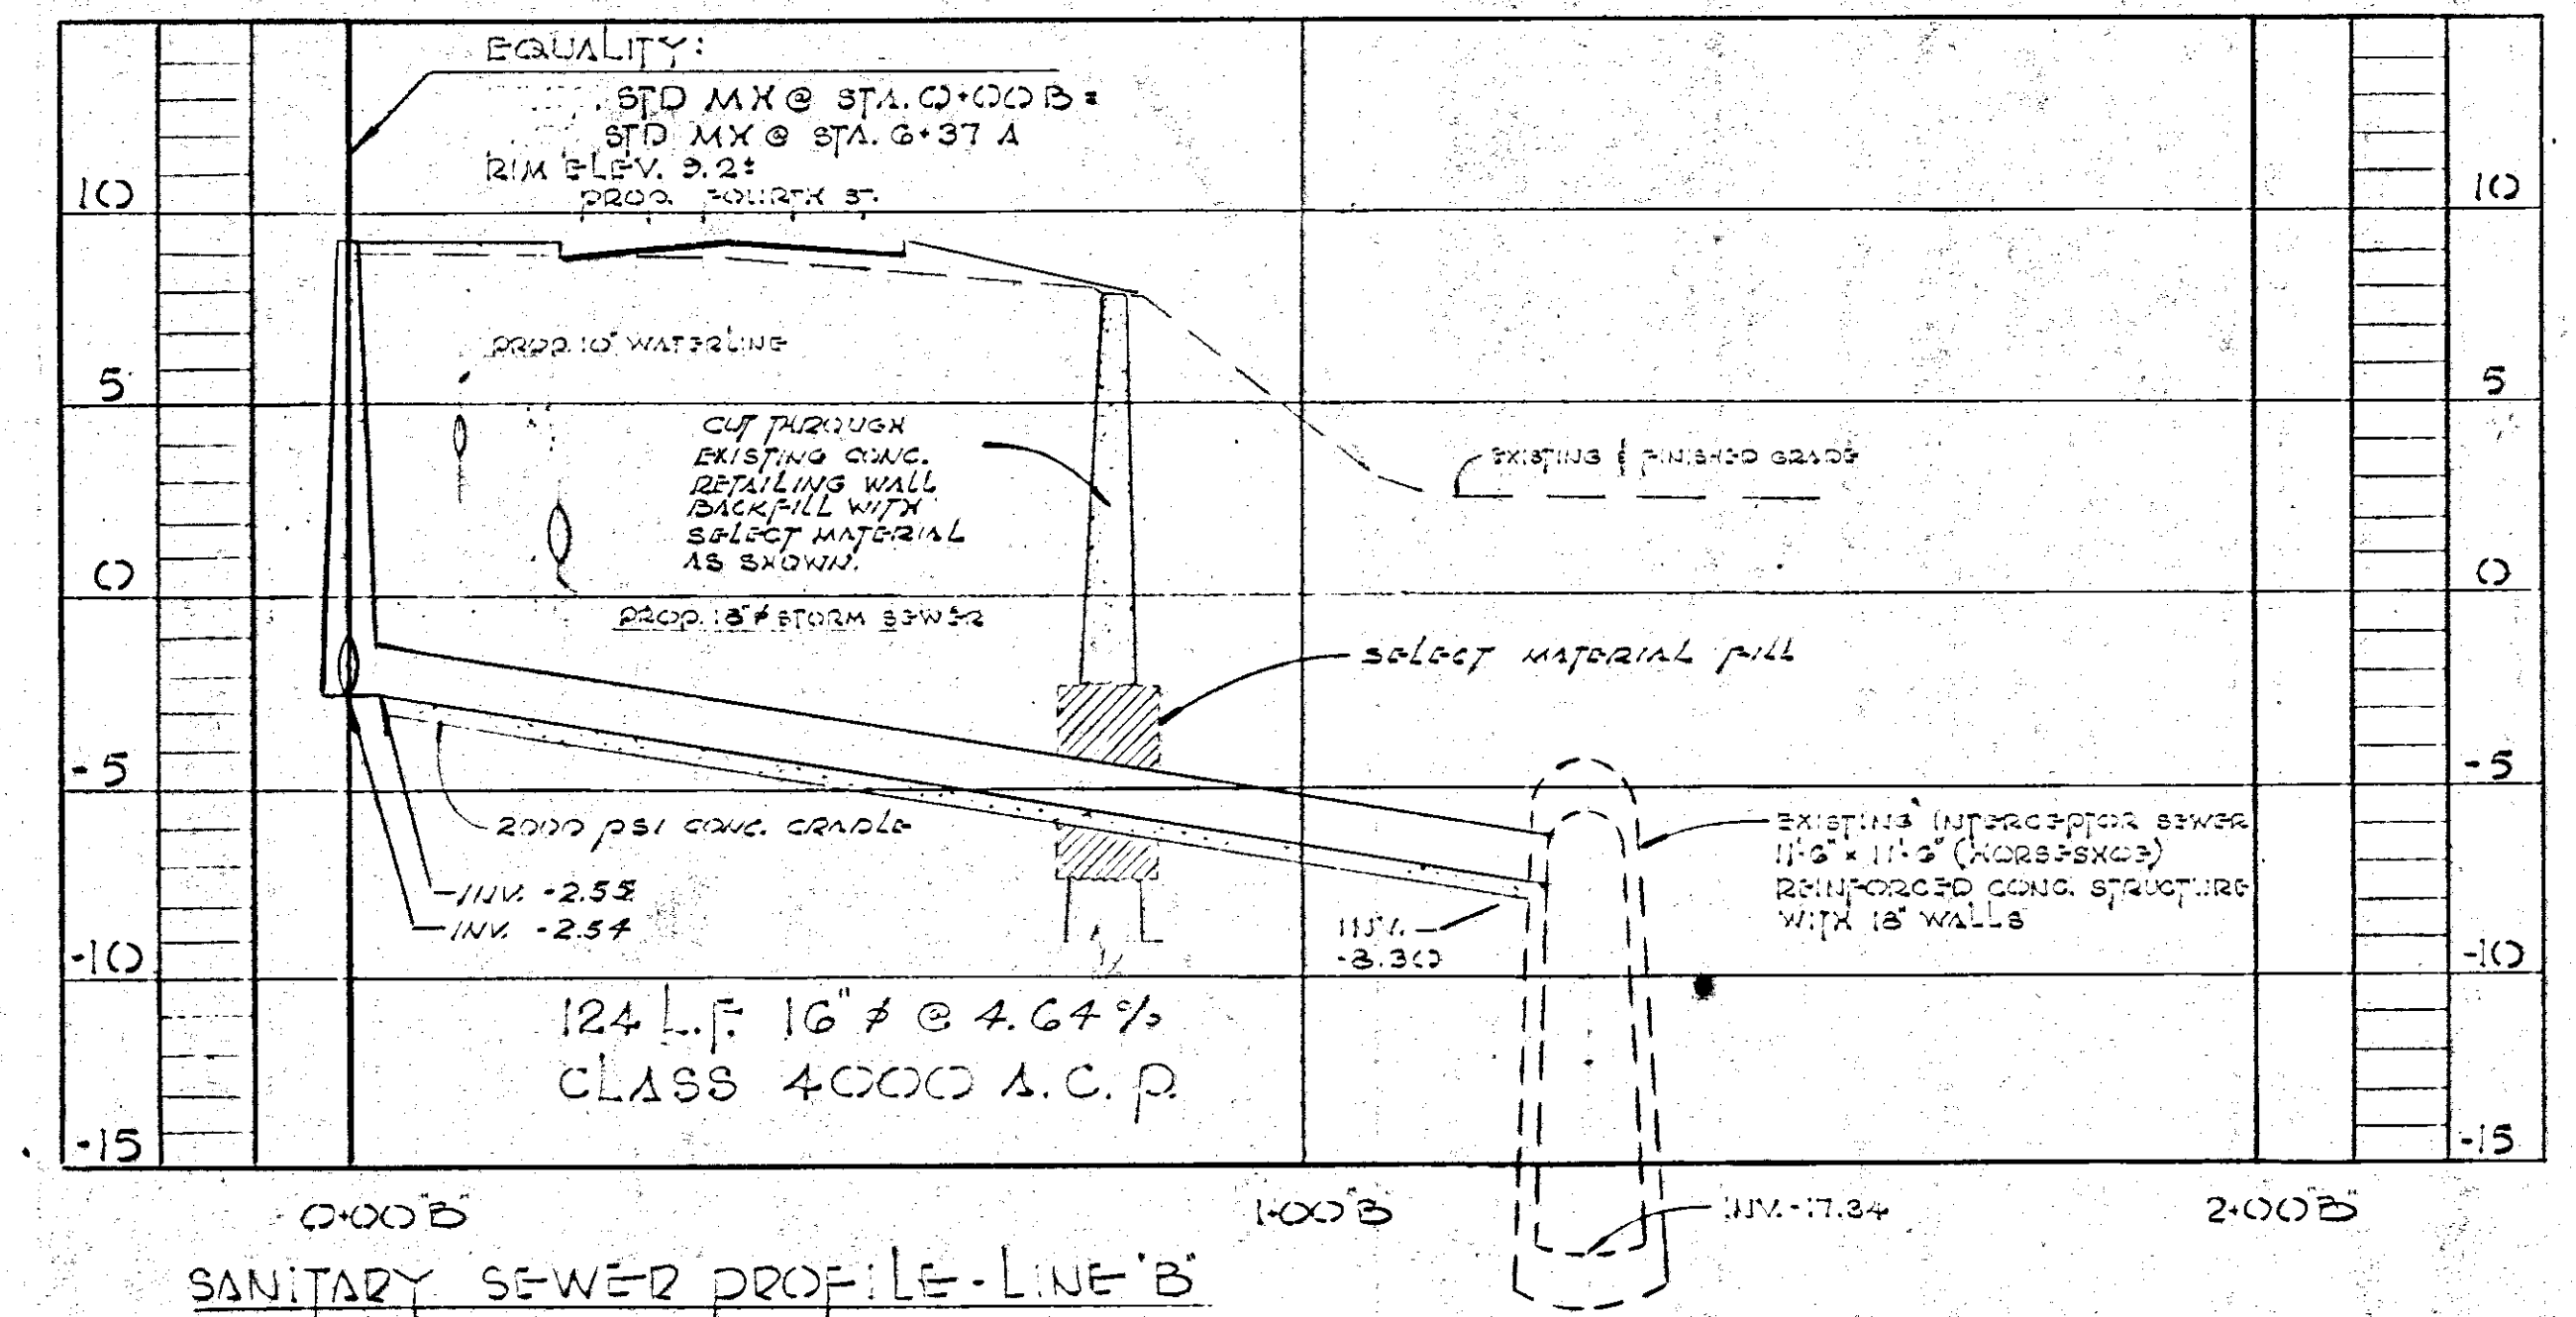 EQUALITY:
STD MH @ STA. 0+00 B =
STD MH @ STA. 6+37 A
RIM ELEV. 9.2±
PROP. FOURTH ST.
10
10
PROP. 10" WATERLINE
5
5
CUT THROUGH
EXISTING CONC.
RETAILING WALL
BACKFILL WITH
SELECT MATERIAL
AS SHOWN.
EXISTING & FINISHED GRADE
0
0
PROP. 18" ϕ STORM SEWER
SELECT MATERIAL FILL
-5
-5
2000 PSI CONC. CRADLE
EXISTING INTERCEPTOR SEWER
11'-6" x 11'-6" (HORSESHOE)
REINFORCED CONC. STRUCTURE
WITH 18" WALLS
INV. -2.55
INV. -2.54
INV.
-8.30
-10
-10
124 L.F. 16" ϕ @ 4.64 %
CLASS 4000 A.C.P.
-15
-15
0+00"B"
1+00"B
2+00"B"
INV. -17.34
SANITARY SEWER PROFILE - LINE "B"